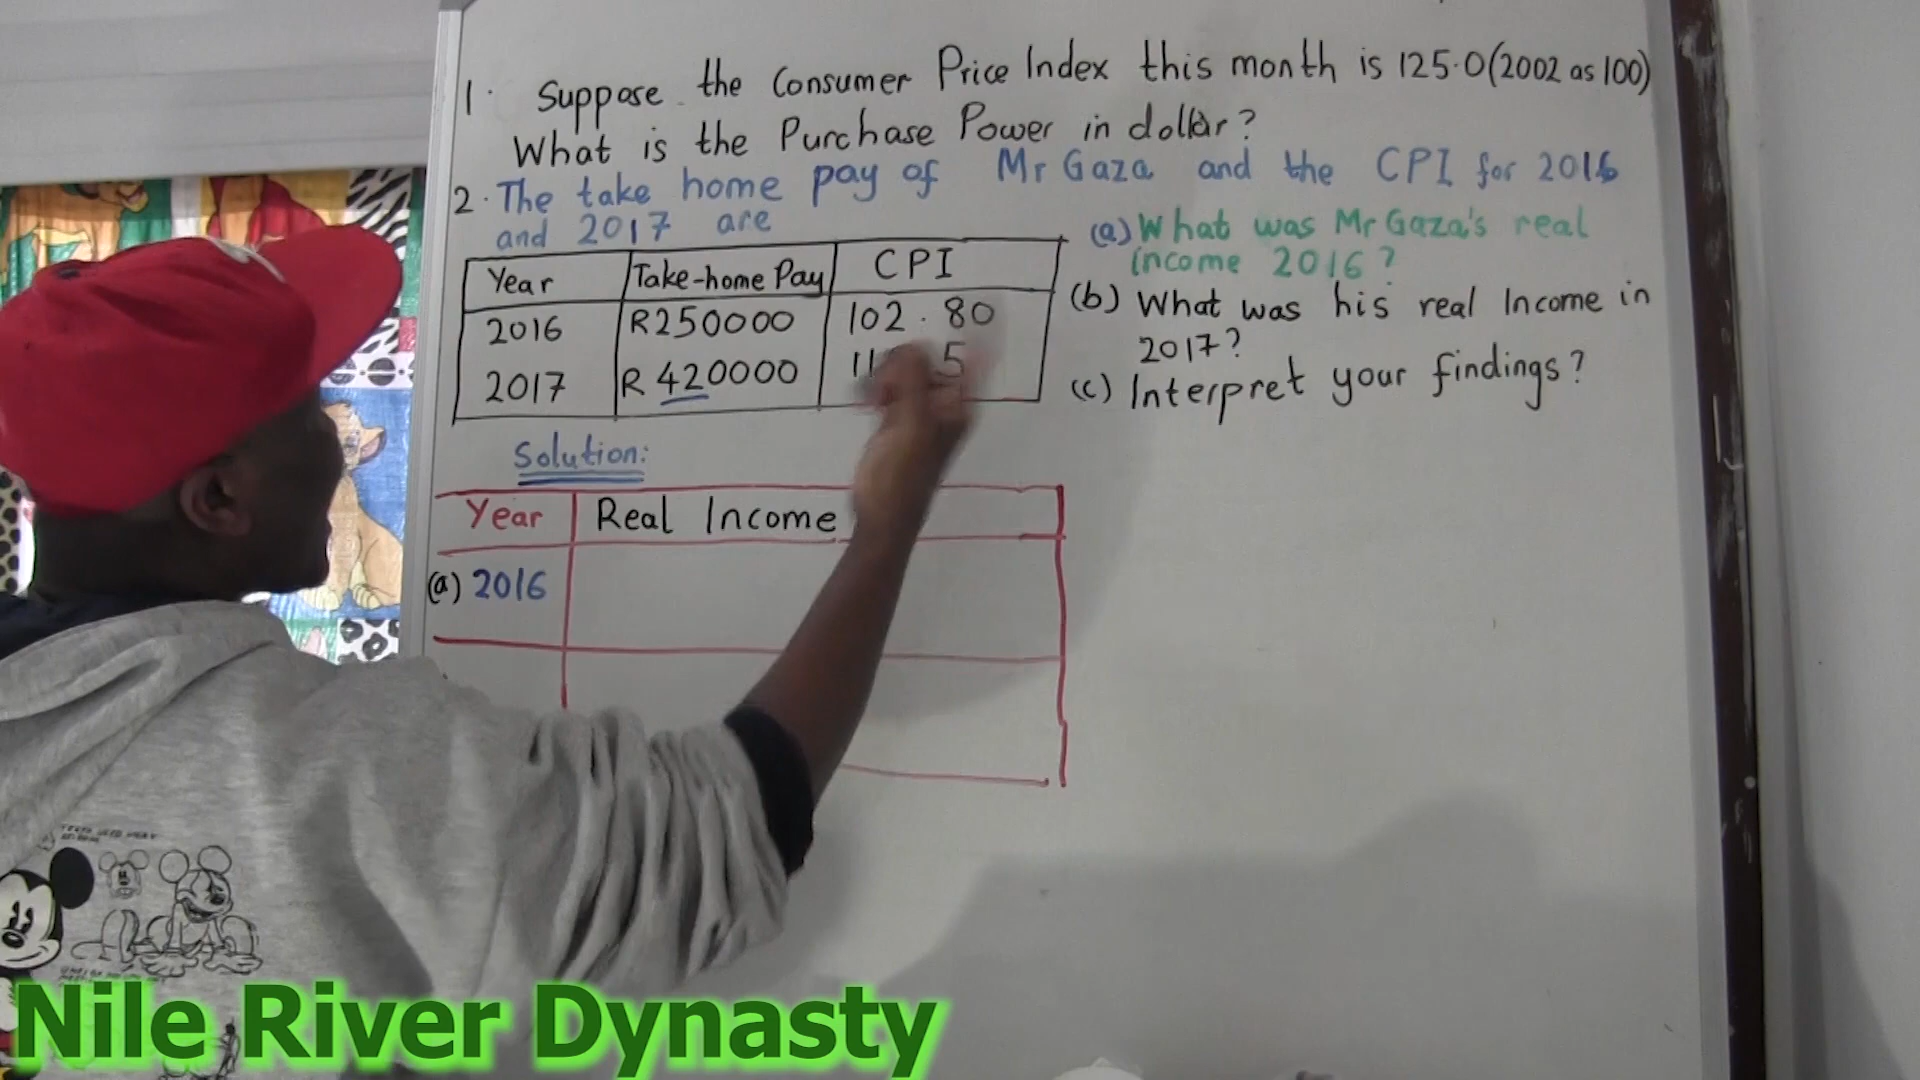 1. Suppose the Consumer Price Index this month is 125.0(2002 as 100)
What is the Purchase Power in dollar?
2. The take home pay of Mr Gaza and the CPI for 2016
and 2017 are
Year Take-home Pay CPI
2016 R250000 102.80
2017 R420000
(a) What was Mr Gaza's real
income 2016?
(b) What was his real Income in
2017?
(c) Interpret your findings?
Solution:
Year Real Income
(a) 2016
Nile River Dynasty